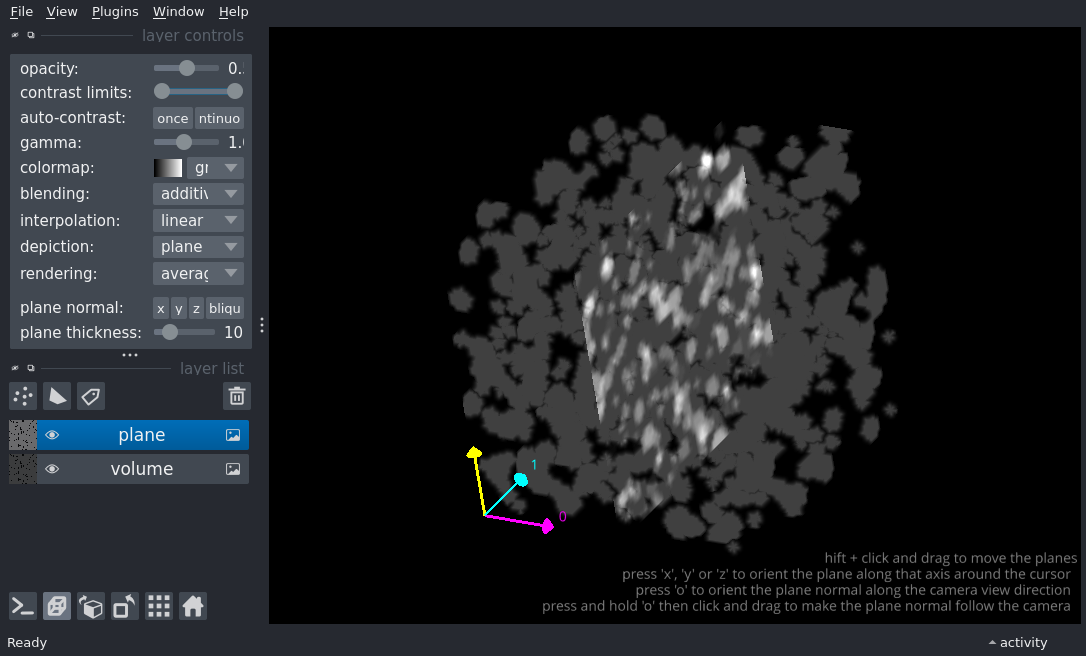 File View Plugins Window Help
layer controls
opacity: 0.
contrast limits:
auto-contrast: once ntinuo
gamma: 1.0
colormap: gr
blending: additiv
interpolation: linear
depiction: plane
rendering: averag
plane normal: x y z bliqu
plane thickness: 10
layer list
plane
volume
1
0
hift + click and drag to move the planes
press 'x', 'y' or 'z' to orient the plane along that axis around the cursor
press 'o' to orient the plane normal along the camera view direction
press and hold 'o' then click and drag to make the plane normal follow the camera
Ready
activity